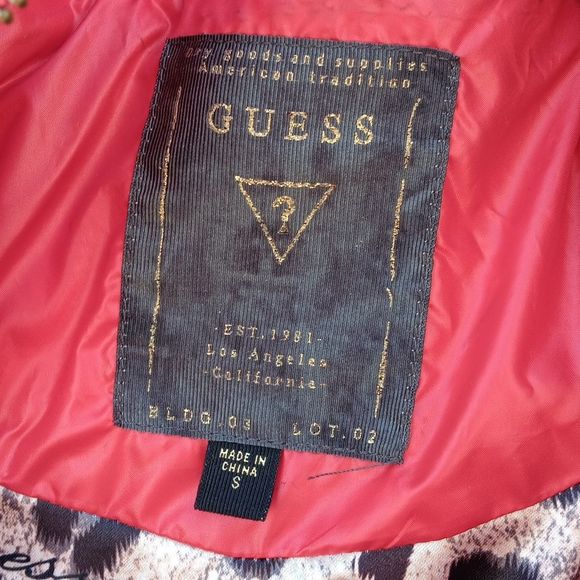 dry goods and supplies
American tradition
GUESS
?
·EST.1981·
Los Angeles
-California-
BLDG.03 LOT.02
MADE IN
CHINA
S
es